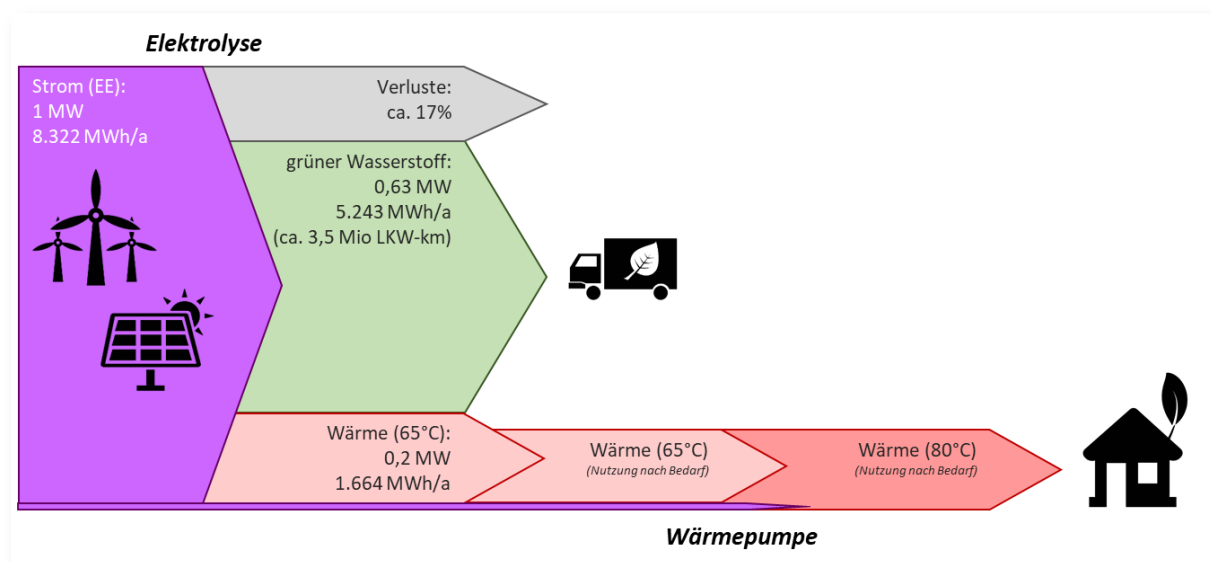 Elektrolyse
Strom (EE):
1 MW
8.322 MWh/a
Verluste:
ca. 17%
grüner Wasserstoff:
0,63 MW
5.243 MWh/a
(ca. 3,5 Mio LKW-km)
Wärme (65°C):
0,2 MW
1.664 MWh/a
Wärme (65°C)
(Nutzung nach Bedarf)
Wärme (80°C)
(Nutzung nach Bedarf)
Wärmepumpe